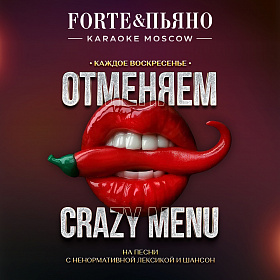 FORTE&ПЬЯНО
KARAOKE MOSCOW
• КАЖДОЕ ВОСКРЕСЕНЬЕ •
ОТМЕНЯЕМ
CRAZY MENU
НА ПЕСНИ
С НЕНОРМАТИВНОЙ ЛЕКСИКОЙ И ШАНСОН